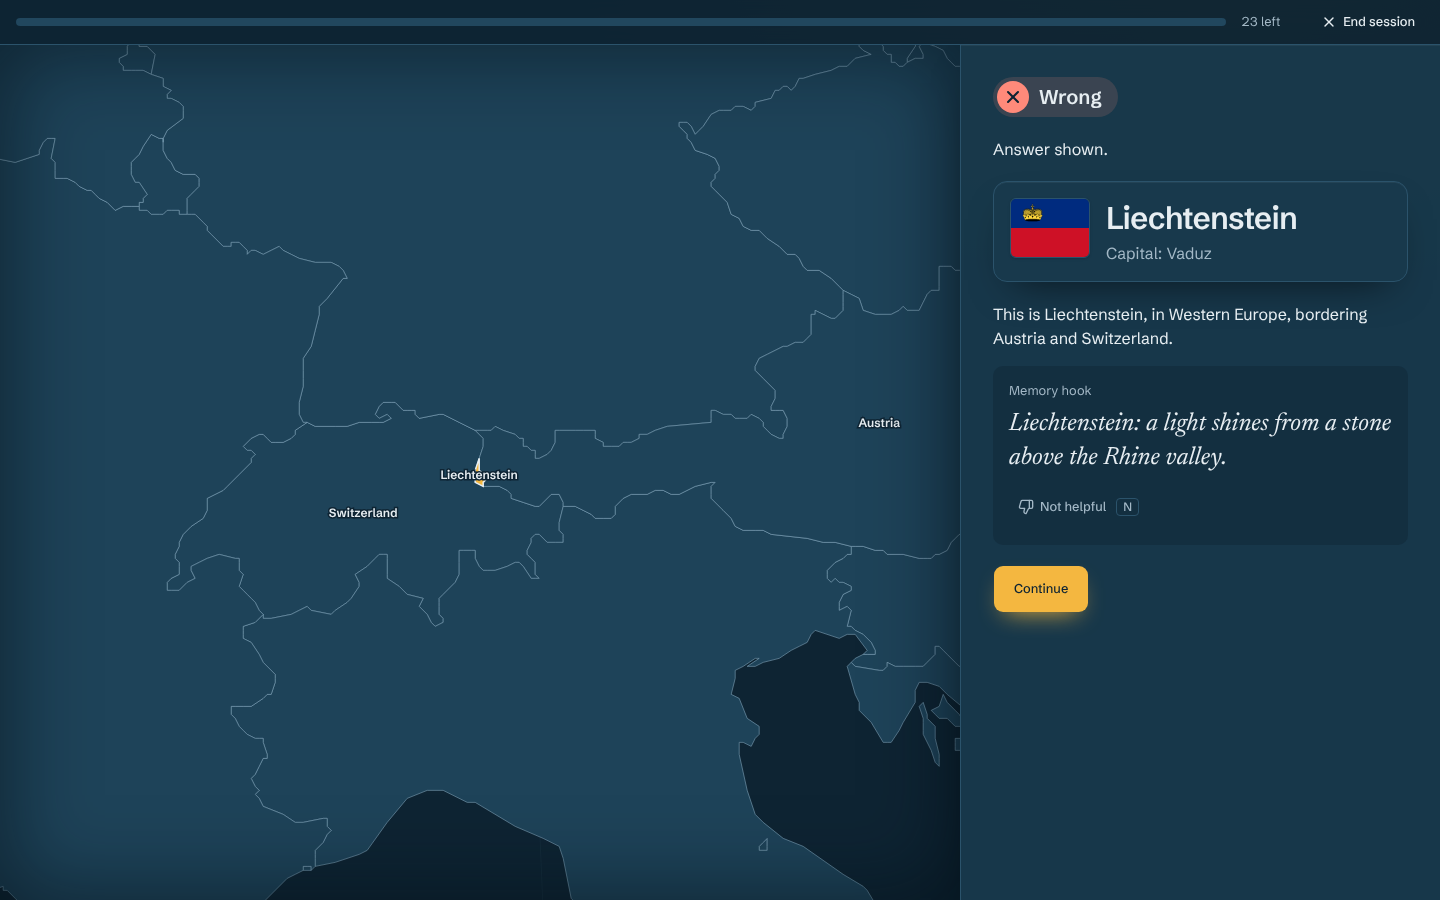 23 left
End session
Wrong
Answer shown.
Liechtenstein
Capital: Vaduz
This is Liechtenstein, in Western Europe, bordering
Austria and Switzerland.
Memory hook
Liechtenstein: a light shines from a stone
above the Rhine valley.
Not helpful N
Continue
Austria
Liechtenstein
Switzerland